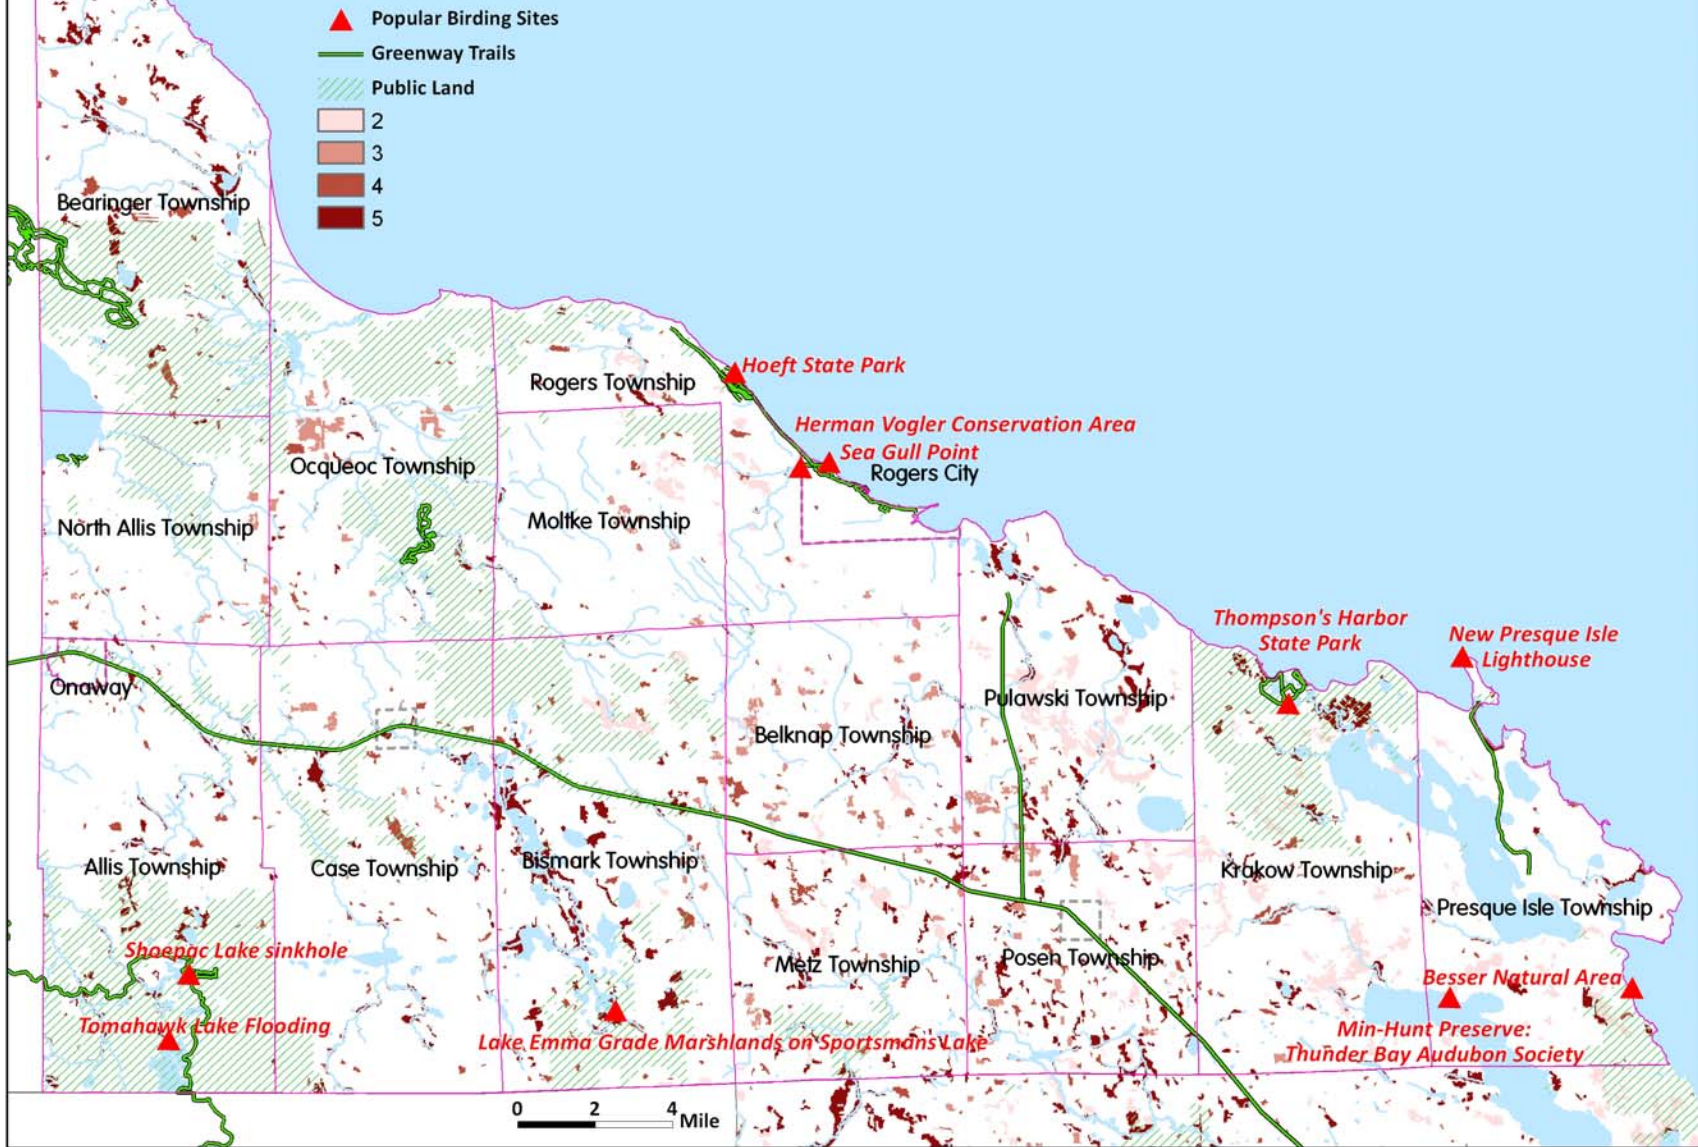 Popular Birding Sites
Greenway Trails
Public Land
2
3
4
5
Bearinger Township
Hoeft State Park
Rogers Township
Herman Vogler Conservation Area
Sea Gull Point
Rogers City
Ocqueoc Township
North Allis Township
Moltke Township
Thompson's Harbor
State Park
New Presque Isle
Lighthouse
Onaway
Pulawski Township
Belknap Township
Allis Township
Case Township
Bismark Township
Krakow Township
Presque Isle Township
Shoepac Lake sinkhole
Metz Township
Posen Township
Besser Natural Area
Tomahawk Lake Flooding
Lake Emma Grade Marshlands on Sportsmans Lake
Min-Hunt Preserve:
Thunder Bay Audubon Society
0 2 4
Mile